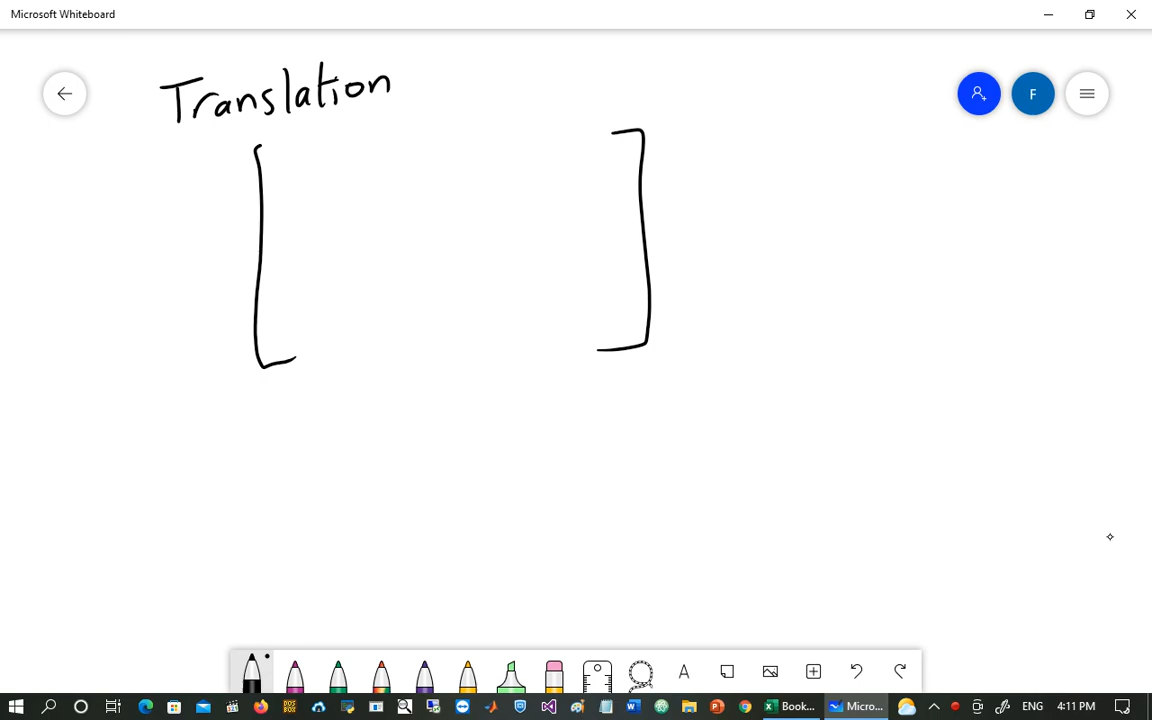 Microsoft Whiteboard
Translation
F
A
Book...
Micro...
ENG
4:11 PM